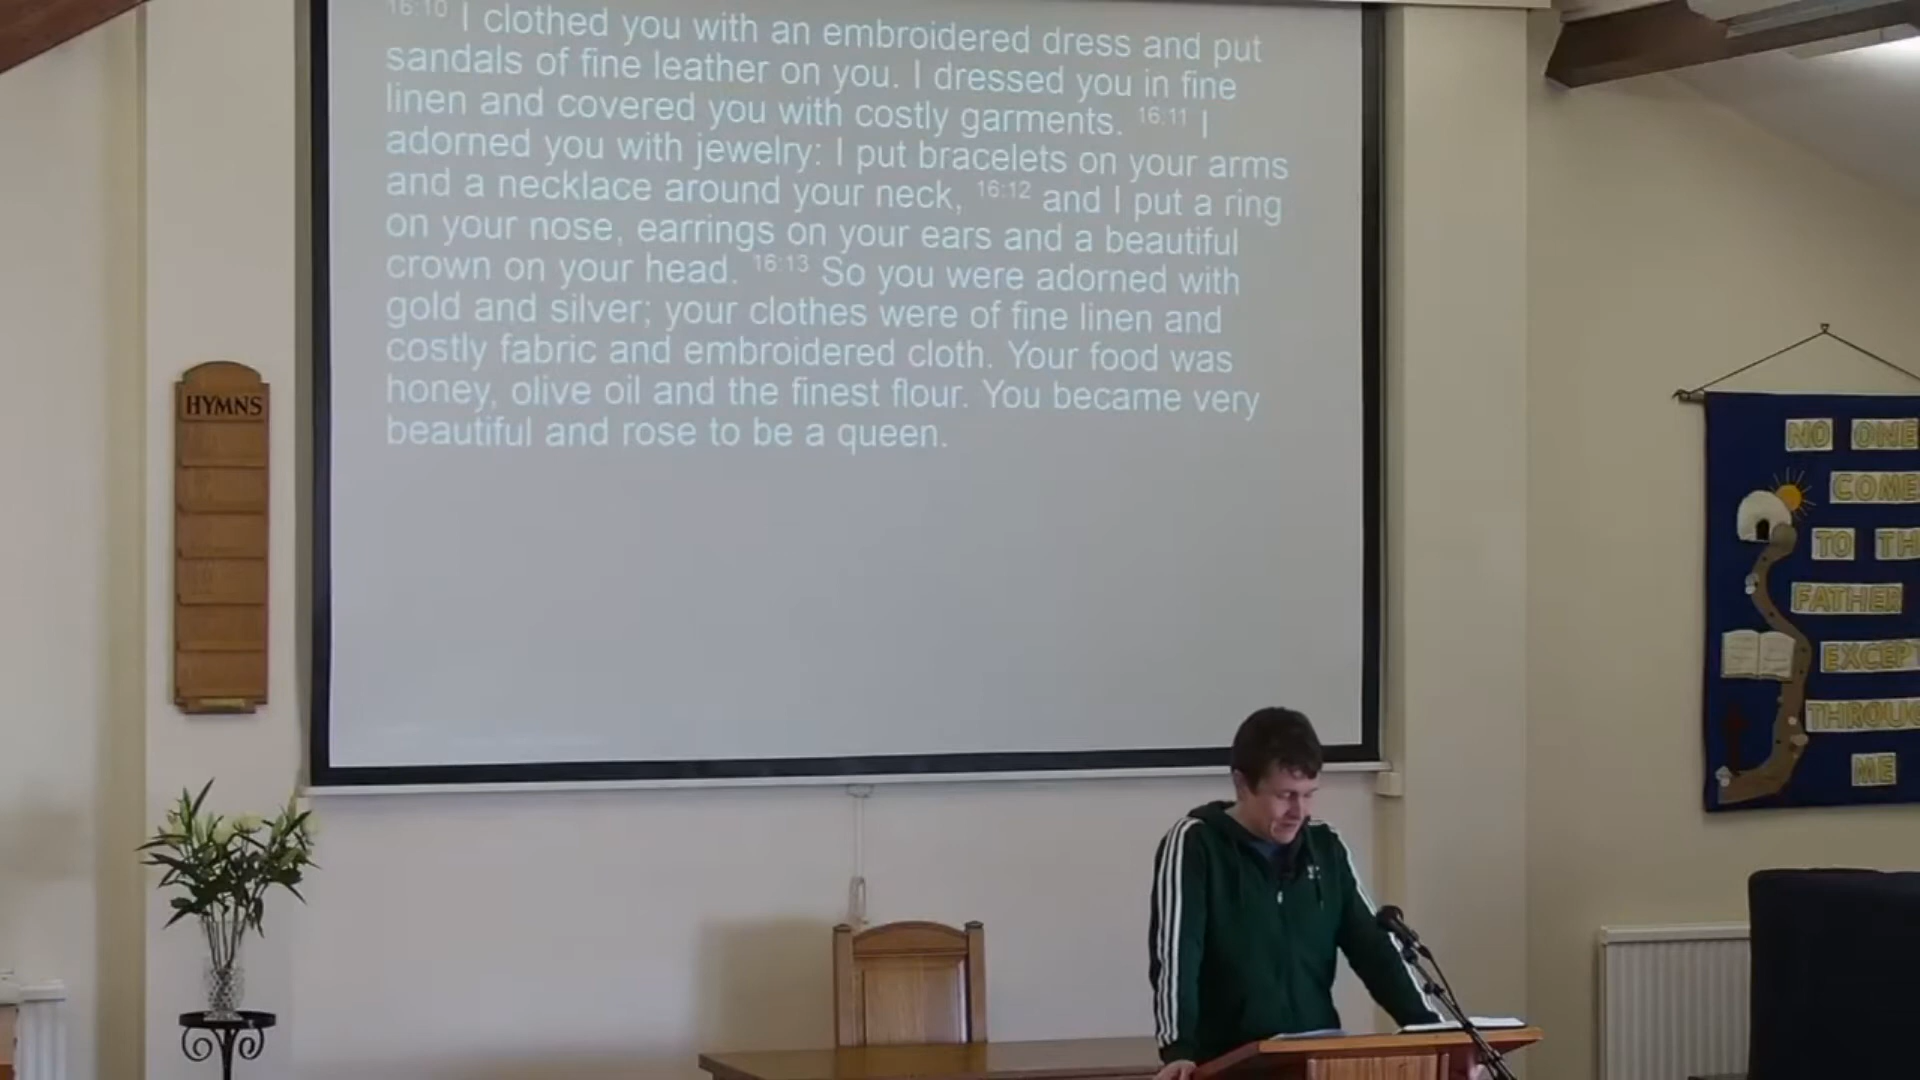 16:10 I clothed you with an embroidered dress and put
sandals of fine leather on you. I dressed you in fine
linen and covered you with costly garments. 16:11 I
adorned you with jewelry: I put bracelets on your arms
and a necklace around your neck, 16:12 and I put a ring
on your nose, earrings on your ears and a beautiful
crown on your head. 16:13 So you were adorned with
gold and silver; your clothes were of fine linen and
costly fabric and embroidered cloth. Your food was
honey, olive oil and the finest flour. You became very
beautiful and rose to be a queen.
HYMNS
NO ONE
COME
TO TH
FATHER
EXCEP
THROUG
ME